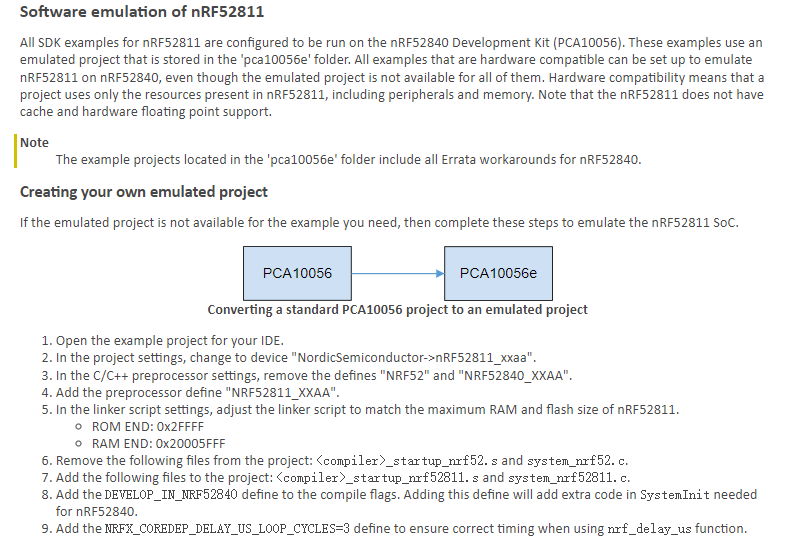 Software emulation of nRF52811
All SDK examples for nRF52811 are configured to be run on the nRF52840 Development Kit (PCA10056). These examples use an
emulated project that is stored in the 'pca10056e' folder. All examples that are hardware compatible can be set up to emulate
nRF52811 on nRF52840, even though the emulated project is not available for all of them. Hardware compatibility means that a
project uses only the resources present in nRF52811, including peripherals and memory. Note that the nRF52811 does not have
cache and hardware floating point support.
Note
The example projects located in the 'pca10056e' folder include all Errata workarounds for nRF52840.
Creating your own emulated project
If the emulated project is not available for the example you need, then complete these steps to emulate the nRF52811 SoC.
PCA10056 PCA10056e
Converting a standard PCA10056 project to an emulated project
1. Open the example project for your IDE.
2. In the project settings, change to device "NordicSemiconductor->nRF52811_xxaa".
3. In the C/C++ preprocessor settings, remove the defines "NRF52" and "NRF52840_XXAA".
4. Add the preprocessor define "NRF52811_XXAA".
5. In the linker script settings, adjust the linker script to match the maximum RAM and flash size of nRF52811.
○ ROM END: 0x2FFFF
○ RAM END: 0x20005FFF
6. Remove the following files from the project: <compiler>_startup_nrf52.s and system_nrf52.c.
7. Add the following files to the project: <compiler>_startup_nrf52811.s and system_nrf52811.c.
8. Add the DEVELOP_IN_NRF52840 define to the compile flags. Adding this define will add extra code in SystemInit needed
for nRF52840.
9. Add the NRFX_COREDEP_DELAY_US_LOOP_CYCLES=3 define to ensure correct timing when using nrf_delay_us function.